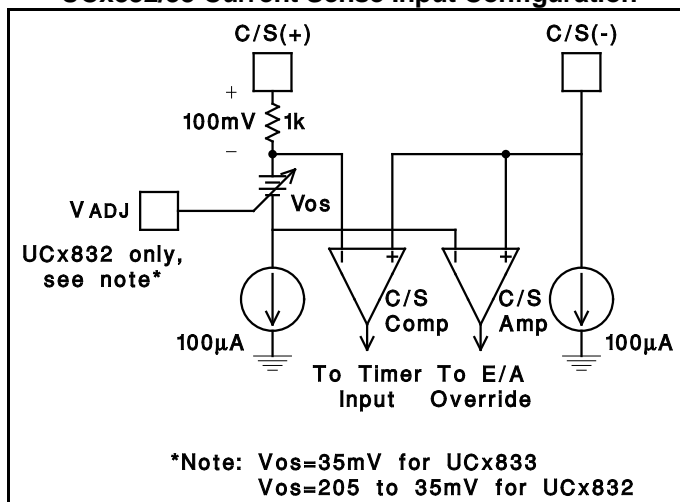 UCx832/33 Current Sense Input Configuration
C/S(+)
C/S(-)
+
100mV
1k
−
Vos
VADJ
UCx832 only,
see note*
− + − +
C/S
Comp
C/S
Amp
100µA
100µA
To Timer To E/A
Input Override
*Note: Vos=35mV for UCx833
Vos=205 to 35mV for UCx832